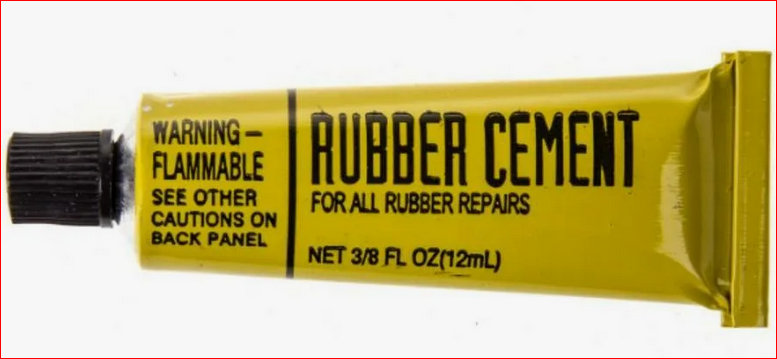 WARNING –
FLAMMABLE
SEE OTHER
CAUTIONS ON
BACK PANEL
RUBBER CEMENT
FOR ALL RUBBER REPAIRS
NET 3/8 FL OZ(12mL)